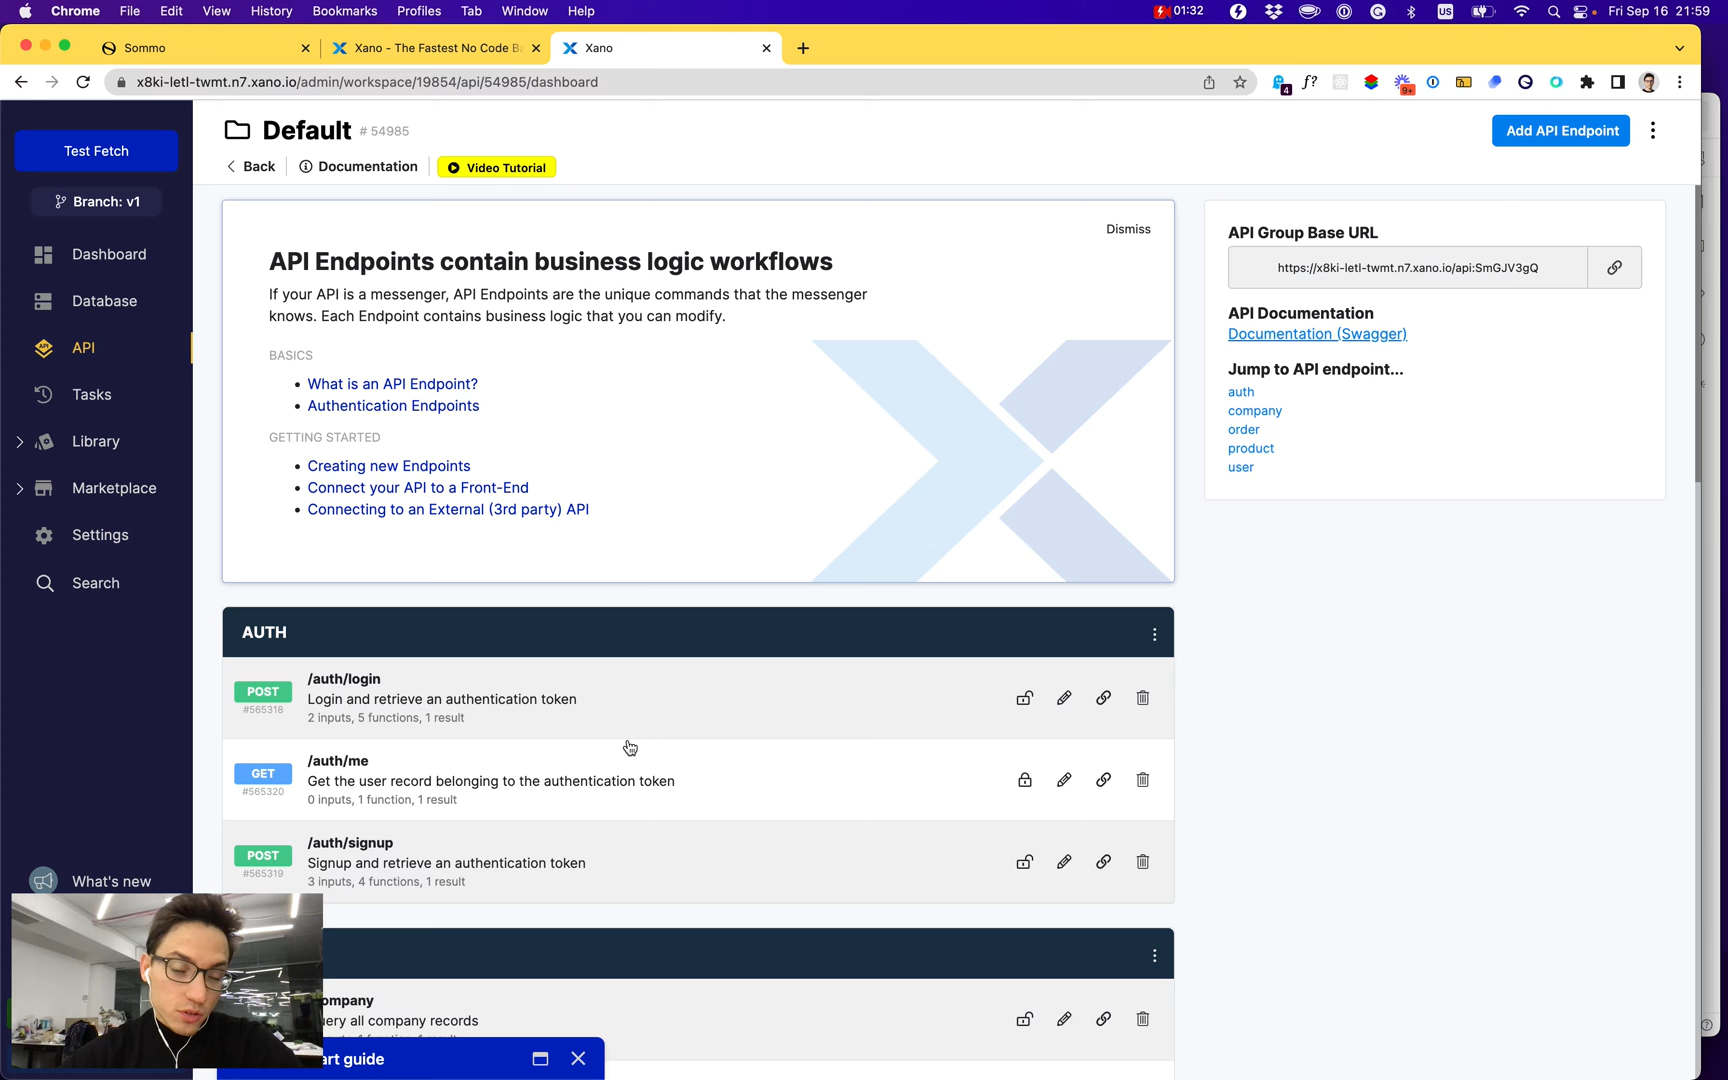 Chrome File Edit View History Bookmarks Profiles Tab Window Help 01:32 US Fri Sep 16 21:59
Sommo Xano - The Fastest No Code Ba Xano
x8ki-letl-twmt.n7.xano.io/admin/workspace/19854/api/54985/dashboard 4 f? 9+
Test Fetch
Branch: v1
Dashboard
Database
API
Tasks
Library
Marketplace
Settings
Search
What's new
Default # 54985
Add API Endpoint
Back Documentation Video Tutorial
Dismiss
API Endpoints contain business logic workflows
If your API is a messenger, API Endpoints are the unique commands that the messenger
knows. Each Endpoint contains business logic that you can modify.
BASICS
• What is an API Endpoint?
• Authentication Endpoints
GETTING STARTED
• Creating new Endpoints
• Connect your API to a Front-End
• Connecting to an External (3rd party) API
API Group Base URL
https://x8ki-letl-twmt.n7.xano.io/api:SmGJV3gQ
API Documentation
Documentation (Swagger)
Jump to API endpoint...
auth
company
order
product
user
AUTH
POST
#565318
/auth/login
Login and retrieve an authentication token
2 inputs, 5 functions, 1 result
GET
#565320
/auth/me
Get the user record belonging to the authentication token
0 inputs, 1 function, 1 result
POST
#565319
/auth/signup
Signup and retrieve an authentication token
3 inputs, 4 functions, 1 result
ompany
uery all company records
art guide